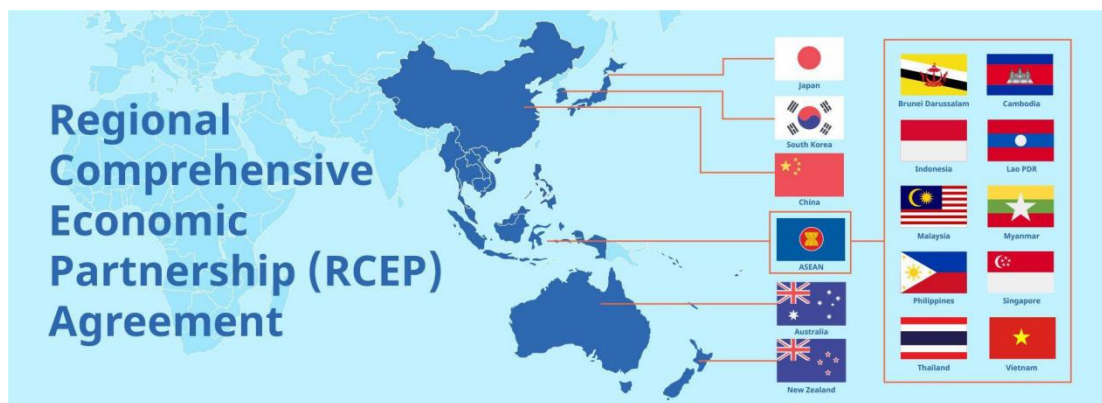 Regional
Comprehensive
Economic
Partnership (RCEP)
Agreement
Japan
South Korea
China
ASEAN
Australia
New Zealand
Brunei Darussalam
Cambodia
Indonesia
Lao PDR
Malaysia
Myanmar
Philippines
Singapore
Thailand
Vietnam